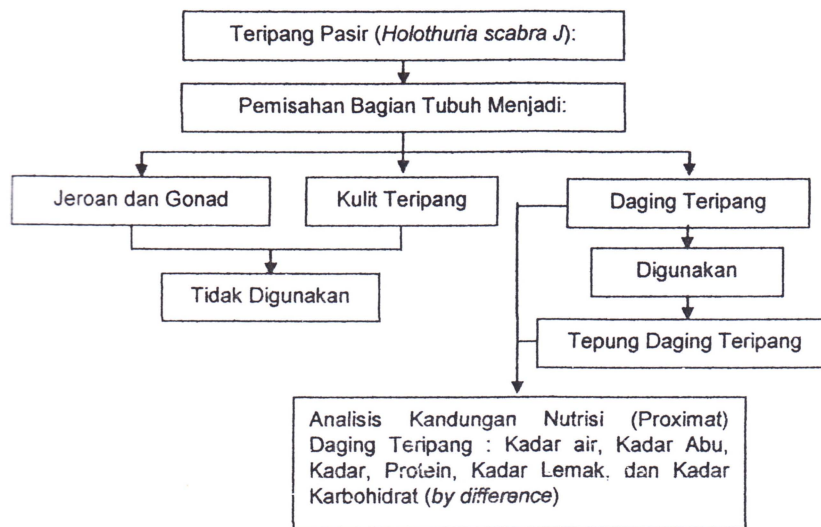 Teripang Pasir (Holothuria scabra J):
Pemisahan Bagian Tubuh Menjadi:
Jeroan dan Gonad
Kulit Teripang
Daging Teripang
Tidak Digunakan
Digunakan
Tepung Daging Teripang
Analisis Kandungan Nutrisi (Proximat)
Daging Teripang : Kadar air, Kadar Abu,
Kadar, Protein, Kadar Lemak, dan Kadar
Karbohidrat (by difference)